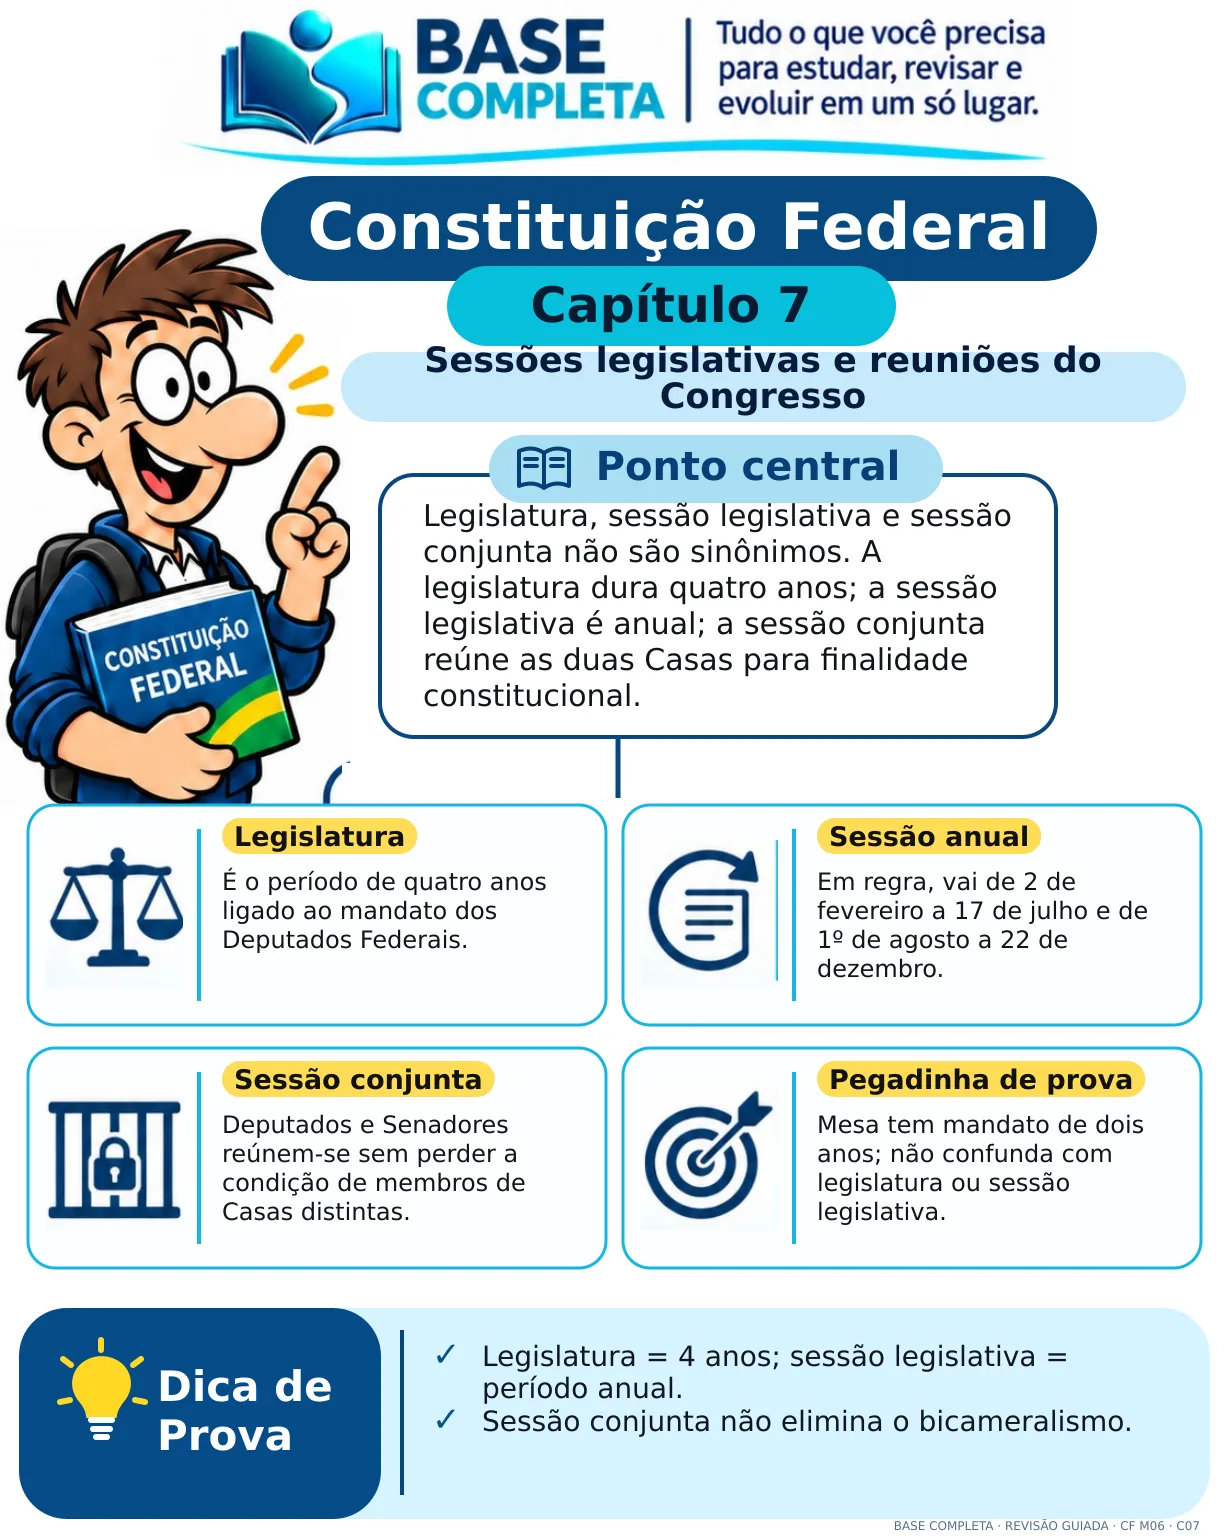 BASE
COMPLETA
Tudo o que você precisa
para estudar, revisar e
evoluir em um só lugar.
Constituição Federal
Capítulo 7
Sessões legislativas e reuniões do
Congresso
Ponto central
Legislatura, sessão legislativa e sessão
conjunta não são sinônimos. A
legislatura dura quatro anos; a sessão
legislativa é anual; a sessão conjunta
reúne as duas Casas para finalidade
constitucional.
CONSTITUIÇÃO
FEDERAL
Legislatura
É o período de quatro anos
ligado ao mandato dos
Deputados Federais.
Sessão anual
Em regra, vai de 2 de
fevereiro a 17 de julho e de
1º de agosto a 22 de
dezembro.
Sessão conjunta
Deputados e Senadores
reúnem-se sem perder a
condição de membros de
Casas distintas.
Pegadinha de prova
Mesa tem mandato de dois
anos; não confunda com
legislatura ou sessão
legislativa.
Dica de
Prova
✓ Legislatura = 4 anos; sessão legislativa =
período anual.
✓ Sessão conjunta não elimina o bicameralismo.
BASE COMPLETA · REVISÃO GUIADA · CF M06 · C07